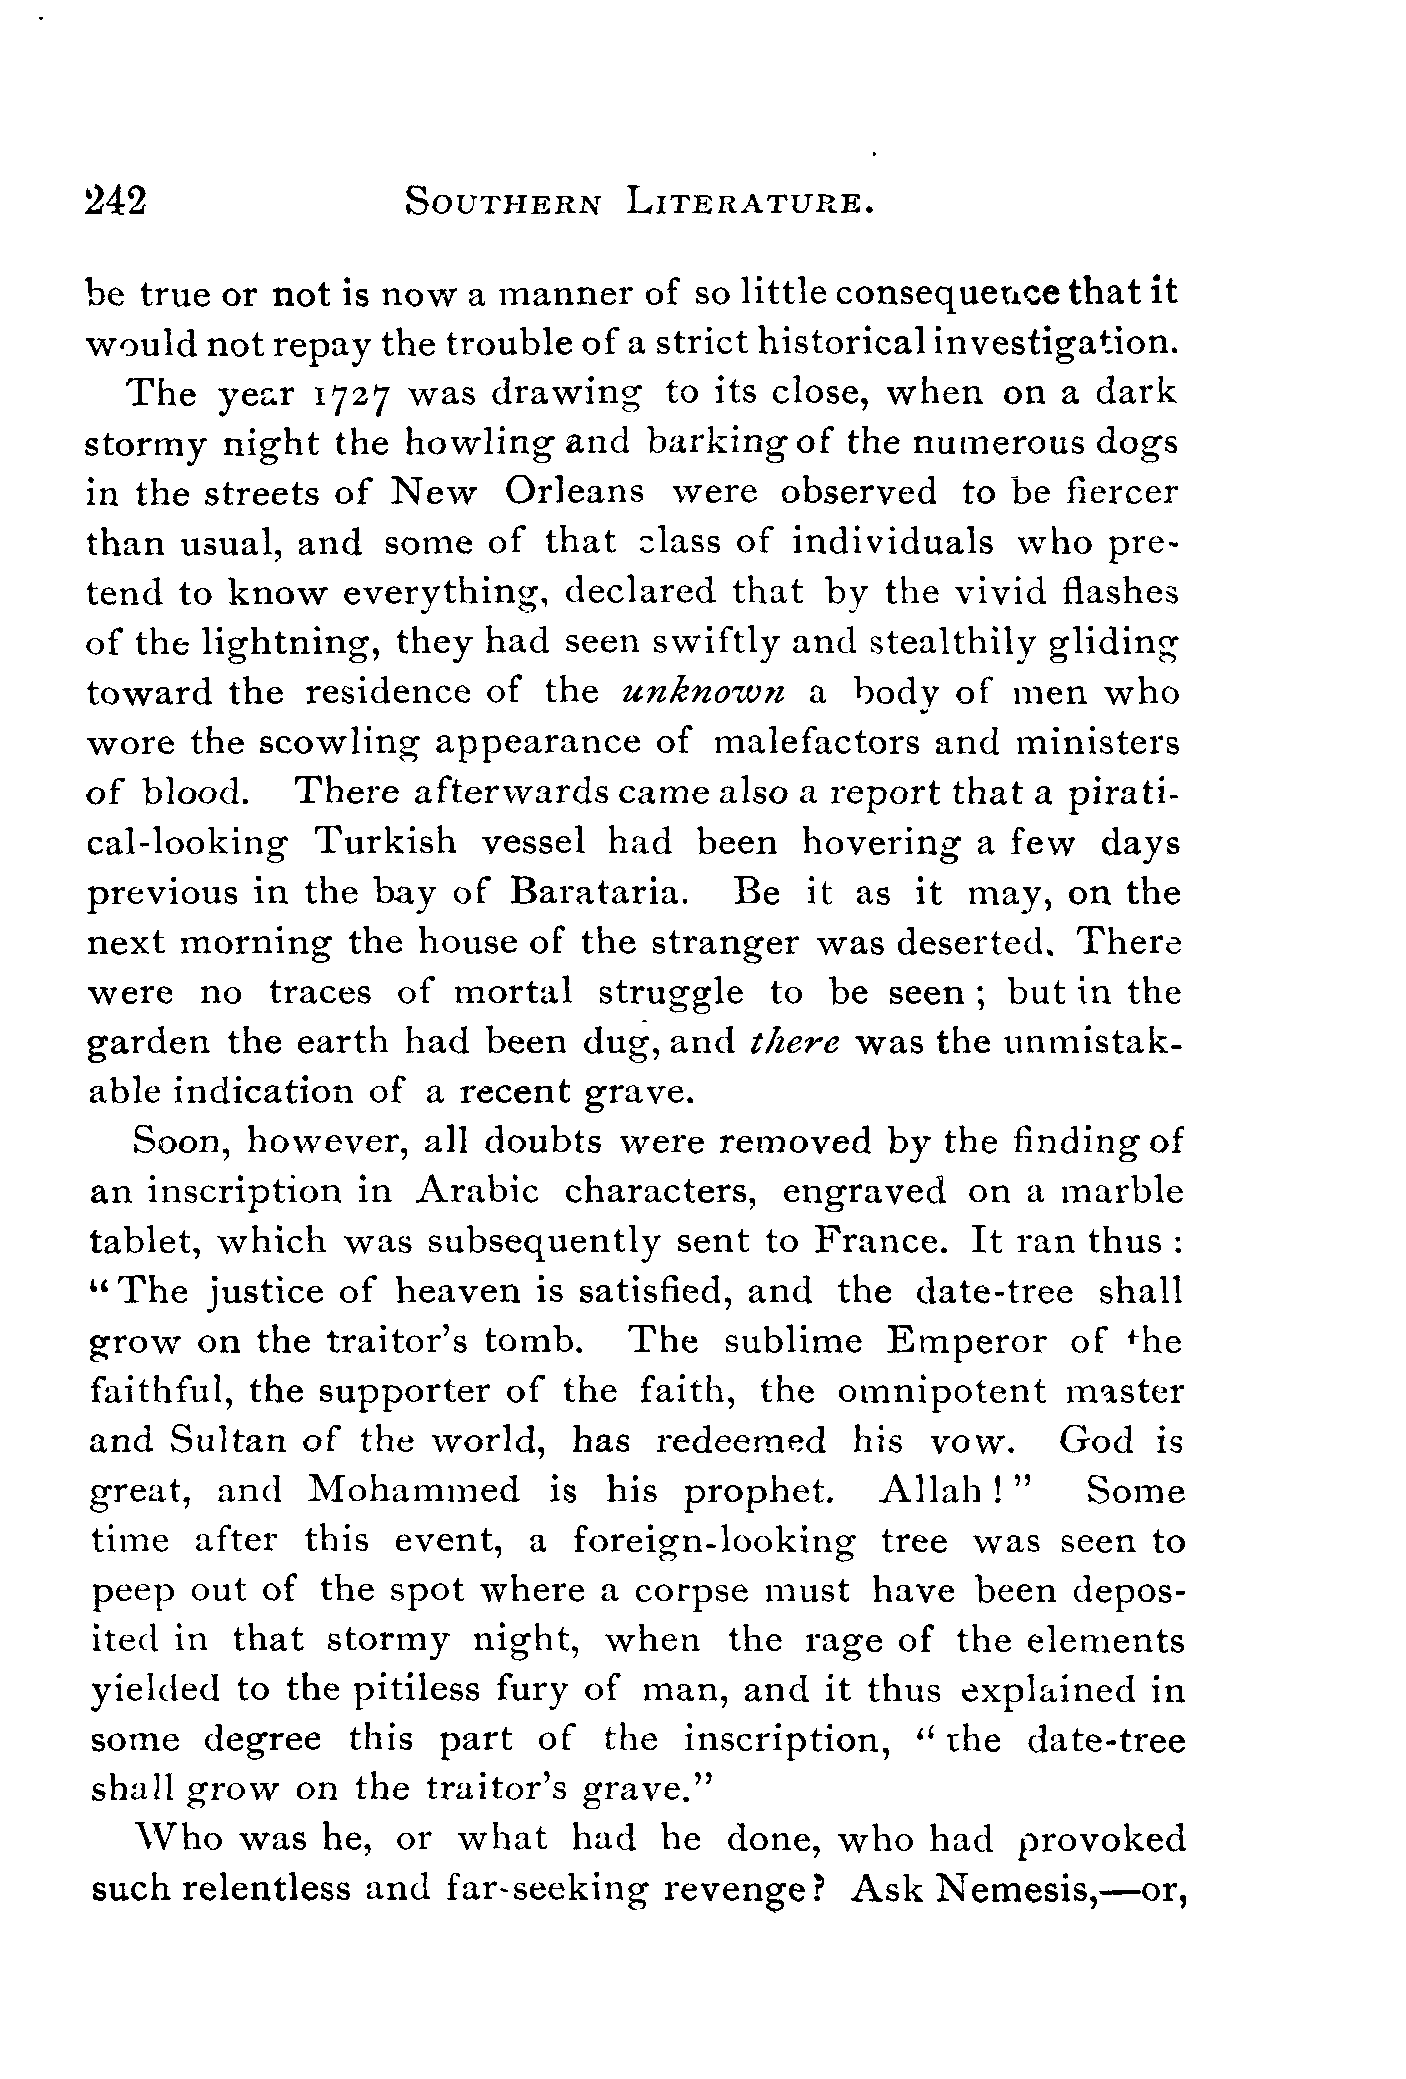 242 SOUTHERN LITERATURE.
be true or not is now a manner of so little consequence that it
would not repay the trouble of a strict historical investigation.
The year 1727 was drawing to its close, when on a dark
stormy night the howling and barking of the numerous dogs
in the streets of New Orleans were observed to be fiercer
than usual, and some of that class of individuals who pre-
tend to know everything, declared that by the vivid flashes
of the lightning, they had seen swiftly and stealthily gliding
toward the residence of the unknown a body of men who
wore the scowling appearance of malefactors and ministers
of blood. There afterwards came also a report that a pirati-
cal-looking Turkish vessel had been hovering a few days
previous in the bay of Barataria. Be it as it may, on the
next morning the house of the stranger was deserted. There
were no traces of mortal struggle to be seen ; but in the
garden the earth had been dug, and there was the unmistak-
able indication of a recent grave.
Soon, however, all doubts were removed by the finding of
an inscription in Arabic characters, engraved on a marble
tablet, which was subsequently sent to France. It ran thus :
“ The justice of heaven is satisfied, and the date-tree shall
grow on the traitor’s tomb. The sublime Emperor of the
faithful, the supporter of the faith, the omnipotent master
and Sultan of the world, has redeemed his vow. God is
great, and Mohammed is his prophet. Allah ! ” Some
time after this event, a foreign-looking tree was seen to
peep out of the spot where a corpse must have been depos-
ited in that stormy night, when the rage of the elements
yielded to the pitiless fury of man, and it thus explained in
some degree this part of the inscription, “ the date-tree
shall grow on the traitor’s grave.”
Who was he, or what had he done, who had provoked
such relentless and far-seeking revenge? Ask Nemesis,—or,